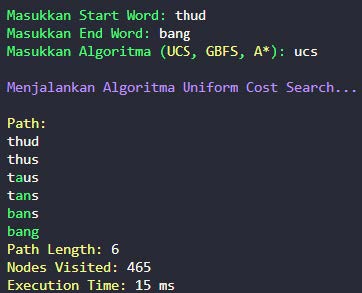 Masukkan Start Word: thud
Masukkan End Word: bang
Masukkan Algoritma (UCS, GBFS, A*): ucs
Menjalankan Algoritma Uniform Cost Search...
Path:
thud
thus
taus
tans
bans
bang
Path Length: 6
Nodes Visited: 465
Execution Time: 15 ms